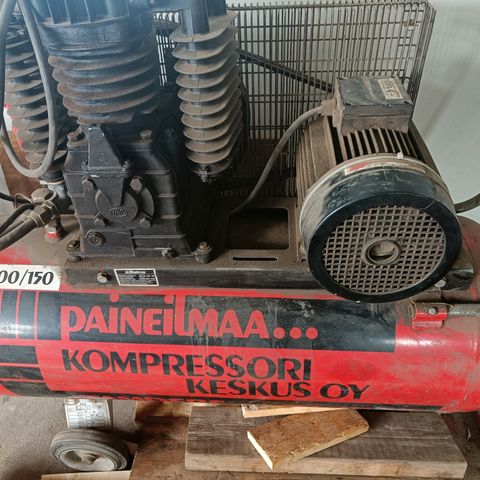 00/150
PAINEILMAA...
KOMPRESSORI
KESKUS OY